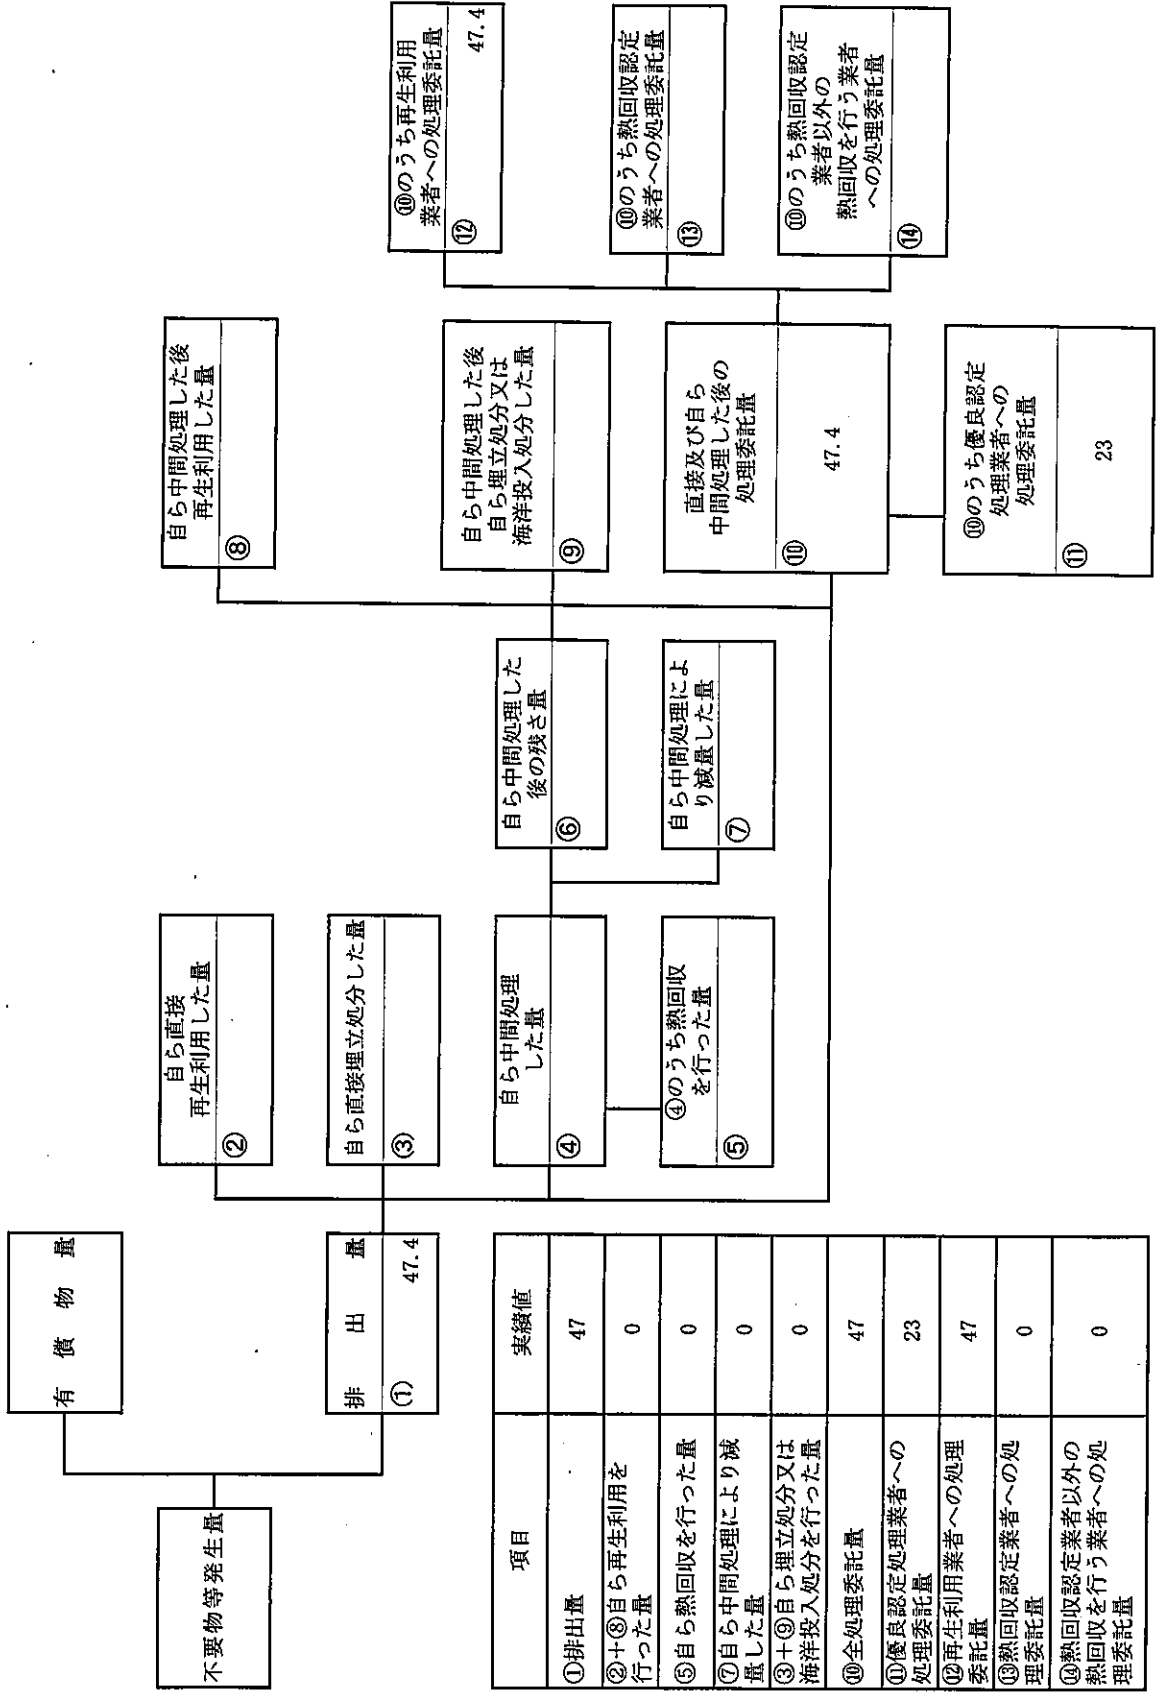 不要物等発生量
有 償 物 量
排 出 量
① 47.4
自ら直接
再生利用した量
②
自ら直接埋立処分した量
③
自ら中間処理
した量
④
④のうち熱回収
を行った量
⑤
自ら中間処理した
後の残さ量
⑥
自ら中間処理によ
り減量した量
⑦
自ら中間処理した後
再生利用した量
⑧
自ら中間処理した後
自ら埋立処分又は
海洋投入処分した量
⑨
直接及び自ら
中間処理した後の
処理委託量
⑩ 47.4
⑩のうち優良認定
処理業者への
処理委託量
⑪ 23
⑩のうち再生利用
業者への処理委託量
⑫ 47.4
⑩のうち熱回収認定
業者への処理委託量
⑬
⑩のうち熱回収認定
業者以外の
熱回収を行う業者
への処理委託量
⑭
項目 実績値
①排出量 47
②+⑧自ら再生利用を
行った量 0
⑤自ら熱回収を行った量 0
⑦自ら中間処理により減
量した量 0
③+⑨自ら埋立処分又は
海洋投入処分を行った量 0
⑩全処理委託量 47
⑪優良認定処理業者への
処理委託量 23
⑫再生利用業者への処理
委託量 47
⑬熱回収認定業者への処
理委託量 0
⑭熱回収認定業者以外の
熱回収を行う業者への処
理委託量 0